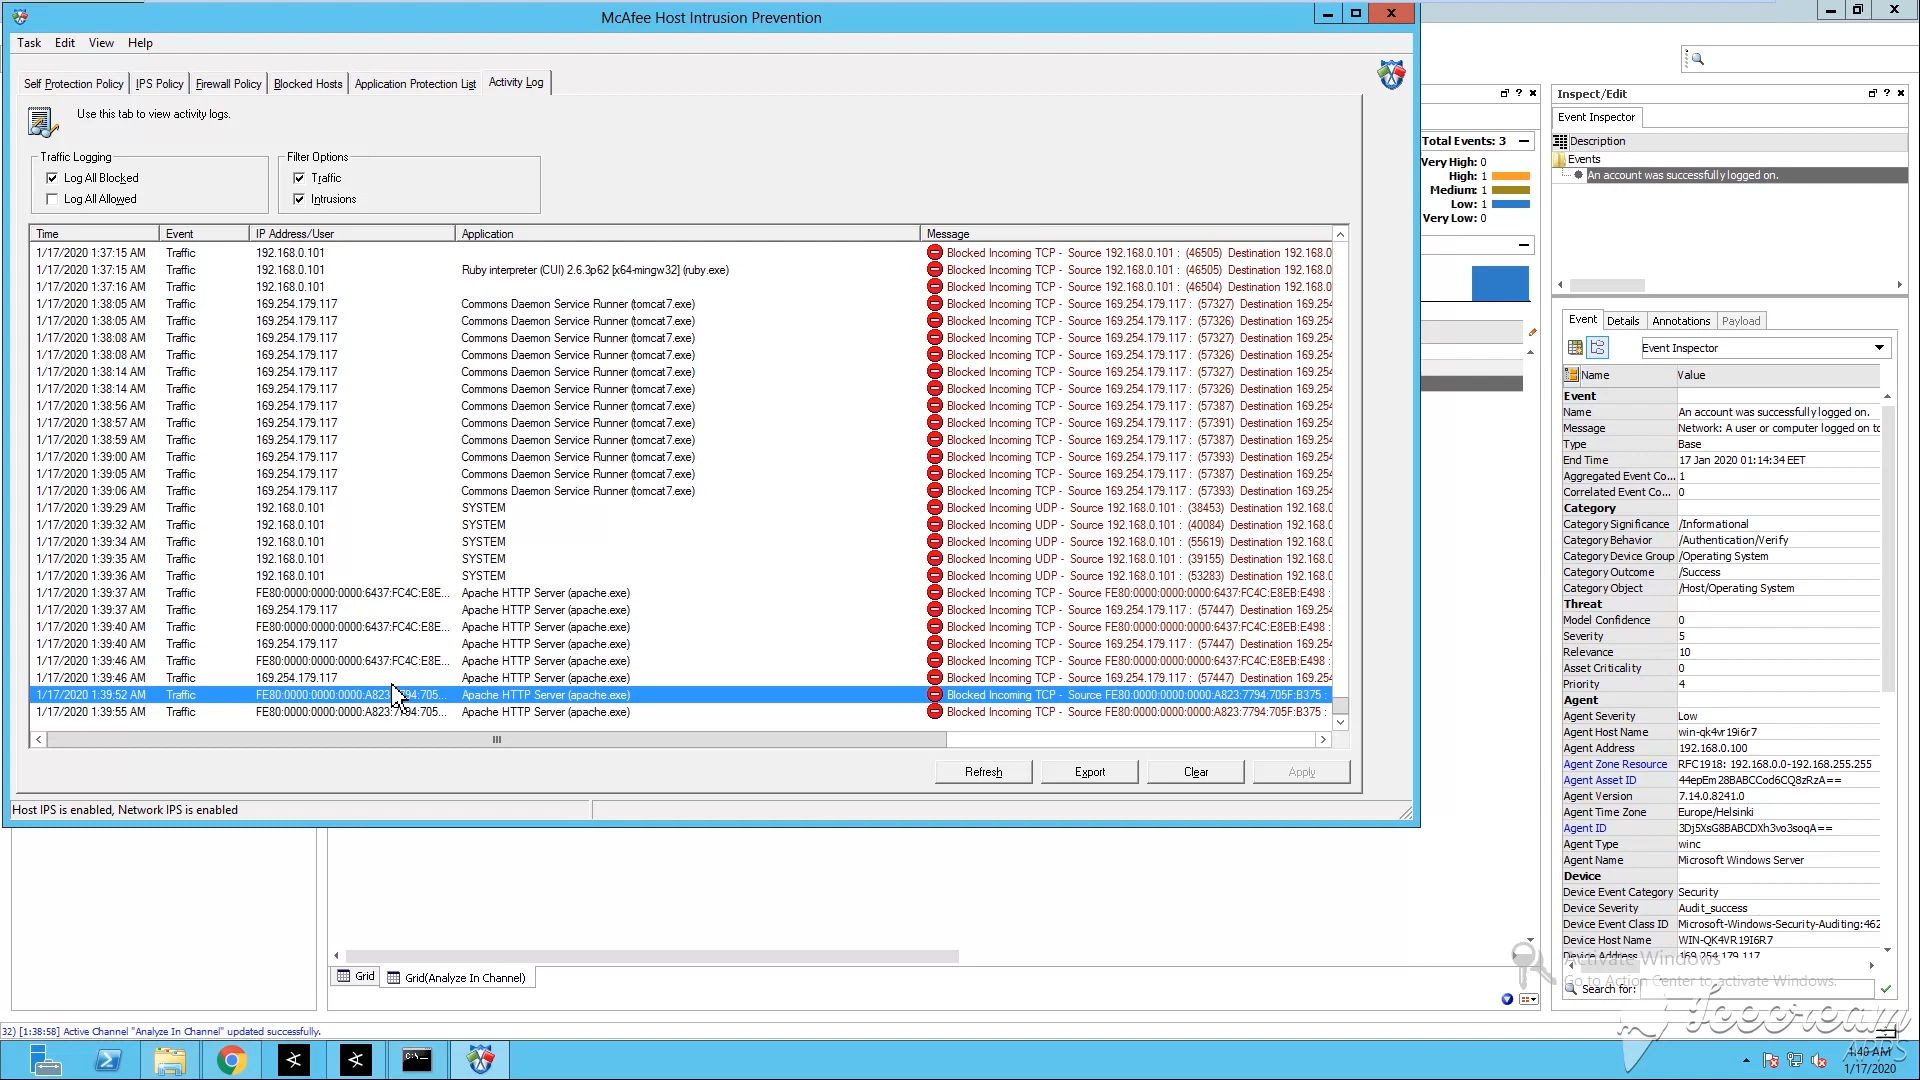 McAfee Host Intrusion Prevention
Task Edit View Help
Self Protection Policy IPS Policy Firewall Policy Blocked Hosts Application Protection List Activity Log
Use this tab to view activity logs.
Traffic Logging Filter Options
Log All Blocked Traffic
Log All Allowed Intrusions
Time Event IP Address/User Application Message
1/17/2020 1:37:15 AM Traffic 192.168.0.101 Blocked Incoming TCP - Source 192.168.0.101 : (46505) Destination 192.168.0
1/17/2020 1:37:15 AM Traffic 192.168.0.101 Ruby interpreter (CUI) 2.6.3p62 [x64-mingw32] (ruby.exe) Blocked Incoming TCP - Source 192.168.0.101 : (46505) Destination 192.168.0
1/17/2020 1:37:16 AM Traffic 192.168.0.101 Blocked Incoming TCP - Source 192.168.0.101 : (46504) Destination 192.168.0
1/17/2020 1:38:05 AM Traffic 169.254.179.117 Commons Daemon Service Runner (tomcat7.exe) Blocked Incoming TCP - Source 169.254.179.117 : (57327) Destination 169.254
1/17/2020 1:38:05 AM Traffic 169.254.179.117 Commons Daemon Service Runner (tomcat7.exe) Blocked Incoming TCP - Source 169.254.179.117 : (57326) Destination 169.254
1/17/2020 1:38:08 AM Traffic 169.254.179.117 Commons Daemon Service Runner (tomcat7.exe) Blocked Incoming TCP - Source 169.254.179.117 : (57327) Destination 169.254
1/17/2020 1:38:08 AM Traffic 169.254.179.117 Commons Daemon Service Runner (tomcat7.exe) Blocked Incoming TCP - Source 169.254.179.117 : (57326) Destination 169.254
1/17/2020 1:38:14 AM Traffic 169.254.179.117 Commons Daemon Service Runner (tomcat7.exe) Blocked Incoming TCP - Source 169.254.179.117 : (57327) Destination 169.254
1/17/2020 1:38:14 AM Traffic 169.254.179.117 Commons Daemon Service Runner (tomcat7.exe) Blocked Incoming TCP - Source 169.254.179.117 : (57326) Destination 169.254
1/17/2020 1:38:56 AM Traffic 169.254.179.117 Commons Daemon Service Runner (tomcat7.exe) Blocked Incoming TCP - Source 169.254.179.117 : (57387) Destination 169.254
1/17/2020 1:38:57 AM Traffic 169.254.179.117 Commons Daemon Service Runner (tomcat7.exe) Blocked Incoming TCP - Source 169.254.179.117 : (57391) Destination 169.254
1/17/2020 1:38:59 AM Traffic 169.254.179.117 Commons Daemon Service Runner (tomcat7.exe) Blocked Incoming TCP - Source 169.254.179.117 : (57387) Destination 169.254
1/17/2020 1:39:00 AM Traffic 169.254.179.117 Commons Daemon Service Runner (tomcat7.exe) Blocked Incoming TCP - Source 169.254.179.117 : (57393) Destination 169.254
1/17/2020 1:39:05 AM Traffic 169.254.179.117 Commons Daemon Service Runner (tomcat7.exe) Blocked Incoming TCP - Source 169.254.179.117 : (57387) Destination 169.254
1/17/2020 1:39:06 AM Traffic 169.254.179.117 Commons Daemon Service Runner (tomcat7.exe) Blocked Incoming TCP - Source 169.254.179.117 : (57393) Destination 169.254
1/17/2020 1:39:29 AM Traffic 192.168.0.101 SYSTEM Blocked Incoming UDP - Source 192.168.0.101 : (38453) Destination 192.168.0
1/17/2020 1:39:32 AM Traffic 192.168.0.101 SYSTEM Blocked Incoming UDP - Source 192.168.0.101 : (40084) Destination 192.168.0
1/17/2020 1:39:34 AM Traffic 192.168.0.101 SYSTEM Blocked Incoming UDP - Source 192.168.0.101 : (55619) Destination 192.168.0
1/17/2020 1:39:35 AM Traffic 192.168.0.101 SYSTEM Blocked Incoming UDP - Source 192.168.0.101 : (39155) Destination 192.168.0
1/17/2020 1:39:36 AM Traffic 192.168.0.101 SYSTEM Blocked Incoming UDP - Source 192.168.0.101 : (53283) Destination 192.168.0
1/17/2020 1:39:37 AM Traffic FE80:0000:0000:0000:6437:FC4C:E8E... Apache HTTP Server (apache.exe) Blocked Incoming TCP - Source FE80:0000:0000:0000:6437:FC4C:E8EB:E498 :
1/17/2020 1:39:37 AM Traffic 169.254.179.117 Apache HTTP Server (apache.exe) Blocked Incoming TCP - Source 169.254.179.117 : (57447) Destination 169.254
1/17/2020 1:39:40 AM Traffic FE80:0000:0000:0000:6437:FC4C:E8E... Apache HTTP Server (apache.exe) Blocked Incoming TCP - Source FE80:0000:0000:0000:6437:FC4C:E8EB:E498 :
1/17/2020 1:39:40 AM Traffic 169.254.179.117 Apache HTTP Server (apache.exe) Blocked Incoming TCP - Source 169.254.179.117 : (57447) Destination 169.254
1/17/2020 1:39:46 AM Traffic FE80:0000:0000:0000:6437:FC4C:E8E... Apache HTTP Server (apache.exe) Blocked Incoming TCP - Source FE80:0000:0000:0000:6437:FC4C:E8EB:E498 :
1/17/2020 1:39:46 AM Traffic 169.254.179.117 Apache HTTP Server (apache.exe) Blocked Incoming TCP - Source 169.254.179.117 : (57447) Destination 169.254
1/17/2020 1:39:52 AM Traffic FE80:0000:0000:0000:A823:7794:705... Apache HTTP Server (apache.exe) Blocked Incoming TCP - Source FE80:0000:0000:0000:A823:7794:705F:B375 :
1/17/2020 1:39:55 AM Traffic FE80:0000:0000:0000:A823:7794:705... Apache HTTP Server (apache.exe) Blocked Incoming TCP - Source FE80:0000:0000:0000:A823:7794:705F:B375 :
Refresh Export Clear Apply
Host IPS is enabled, Network IPS is enabled
Total Events: 3
Very High: 0
High: 1
Medium: 1
Low: 1
Very Low: 0
Inspect/Edit
Event Inspector
Description
Events
An account was successfully logged on.
Event Details Annotations Payload
Event Inspector
Name Value
Event
Name An account was successfully logged on.
Message Network: A user or computer logged on to
Type Base
End Time 17 Jan 2020 01:14:34 EET
Aggregated Event Co... 1
Correlated Event Co... 0
Category
Category Significance /Informational
Category Behavior /Authentication/Verify
Category Device Group /Operating System
Category Outcome /Success
Category Object /Host/Operating System
Threat
Model Confidence 0
Severity 5
Relevance 10
Asset Criticality 0
Priority 4
Agent
Agent Severity Low
Agent Host Name win-qk4vr19i6r7
Agent Address 192.168.0.100
Agent Zone Resource RFC1918: 192.168.0.0-192.168.255.255
Agent Asset ID 44epEm28BABCCod6CQ8zRzA==
Agent Version 7.14.0.8241.0
Agent Time Zone Europe/Helsinki
Agent ID 3Dj5XsG8BABCDXh3vo3soqA==
Agent Type winc
Agent Name Microsoft Windows Server
Device
Device Event Category Security
Device Severity Audit_success
Device Event Class ID Microsoft-Windows-Security-Auditing:462
Device Host Name WIN-QK4VR19I6R7
Device Address 169.254.179.117
Activate Windows
Go to Action Center to activate Windows.
Search for:
Grid Grid(Analyze In Channel)
32) [1:38:58] Active Channel "Analyze In Channel" updated successfully.
Icecream
APPS
1:40 AM
1/17/2020